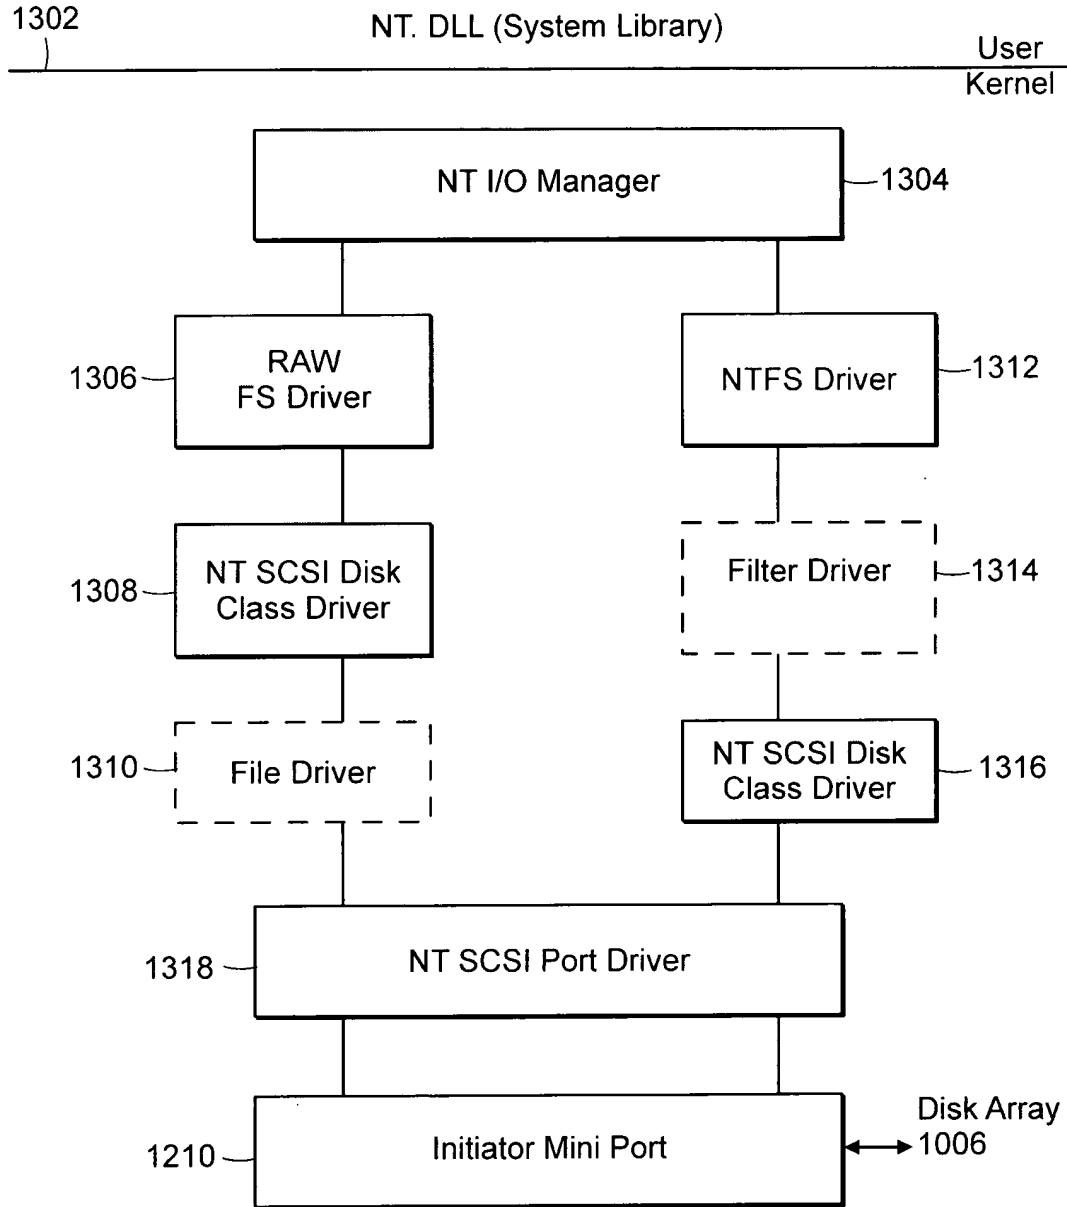 1302
NT. DLL (System Library)
User
Kernel
NT I/O Manager
1304
RAW
FS Driver
1306
NTFS Driver
1312
NT SCSI Disk
Class Driver
1308
Filter Driver
1314
File Driver
1310
NT SCSI Disk
Class Driver
1316
NT SCSI Port Driver
1318
Initiator Mini Port
1210
Disk Array
1006